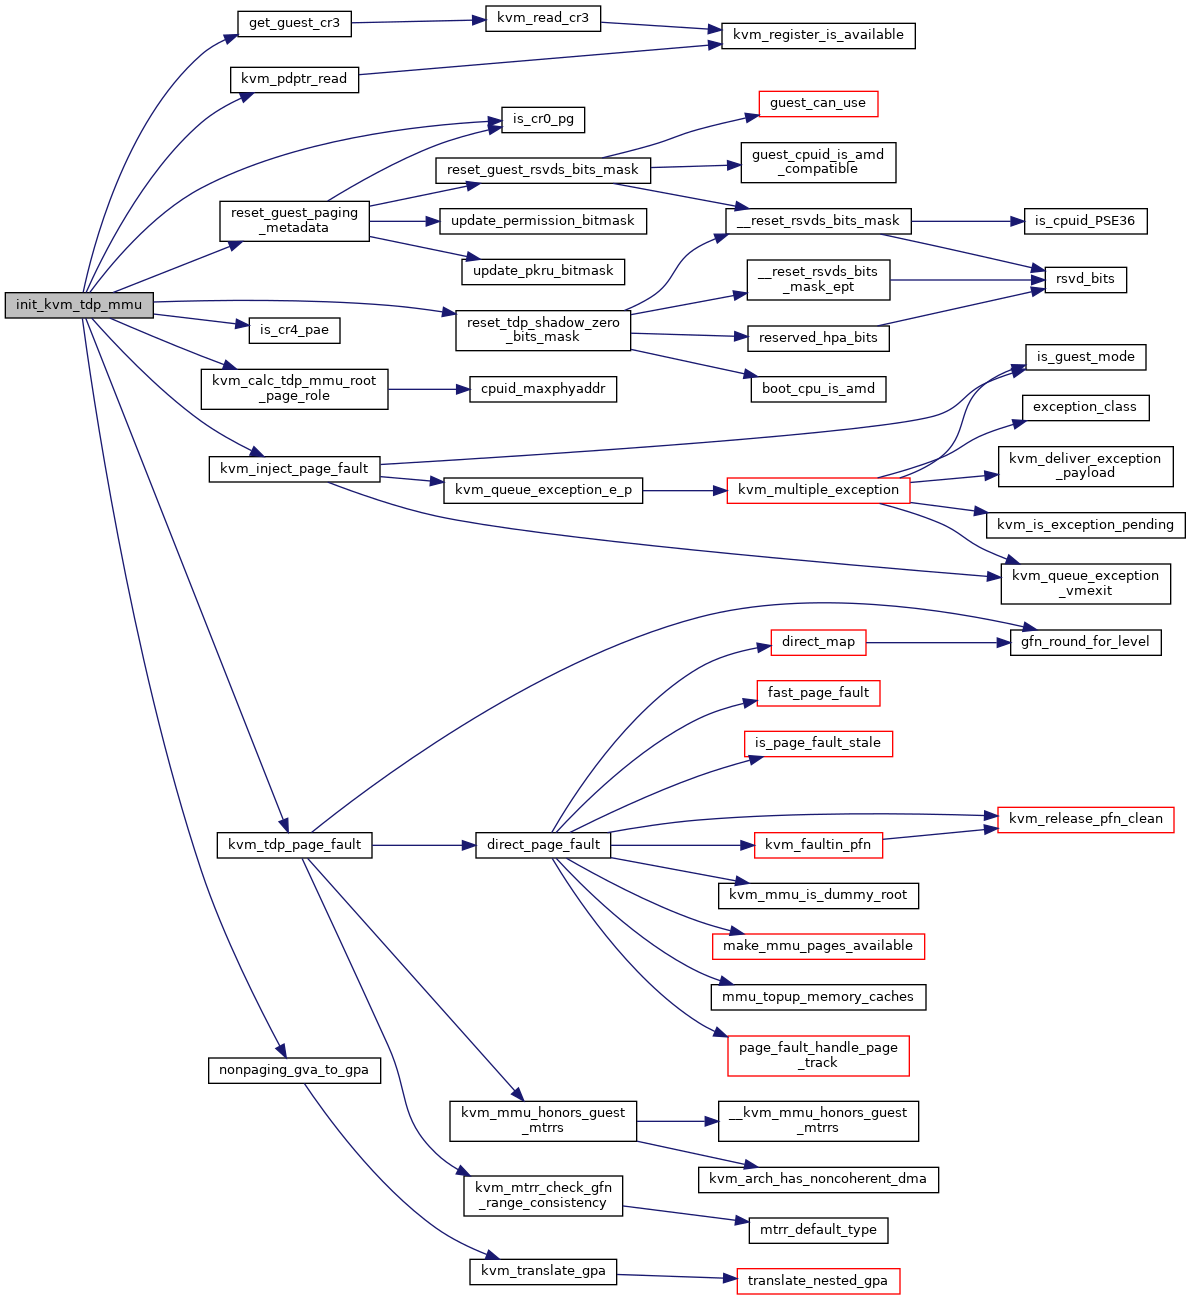 get_guest_cr3
kvm_read_cr3
kvm_register_is_available
kvm_pdptr_read
guest_can_use
is_cr0_pg
reset_guest_rsvds_bits_mask
guest_cpuid_is_amd
_compatible
reset_guest_paging
_metadata
update_permission_bitmask
__reset_rsvds_bits_mask
is_cpuid_PSE36
update_pkru_bitmask
__reset_rsvds_bits
_mask_ept
rsvd_bits
init_kvm_tdp_mmu
is_cr4_pae
reset_tdp_shadow_zero
_bits_mask
reserved_hpa_bits
is_guest_mode
kvm_calc_tdp_mmu_root
_page_role
cpuid_maxphyaddr
boot_cpu_is_amd
exception_class
kvm_inject_page_fault
kvm_queue_exception_e_p
kvm_multiple_exception
kvm_deliver_exception
_payload
kvm_is_exception_pending
kvm_queue_exception
_vmexit
direct_map
gfn_round_for_level
fast_page_fault
is_page_fault_stale
kvm_release_pfn_clean
kvm_tdp_page_fault
direct_page_fault
kvm_faultin_pfn
kvm_mmu_is_dummy_root
make_mmu_pages_available
mmu_topup_memory_caches
page_fault_handle_page
_track
nonpaging_gva_to_gpa
kvm_mmu_honors_guest
_mtrrs
__kvm_mmu_honors_guest
_mtrrs
kvm_arch_has_noncoherent_dma
kvm_mtrr_check_gfn
_range_consistency
mtrr_default_type
kvm_translate_gpa
translate_nested_gpa